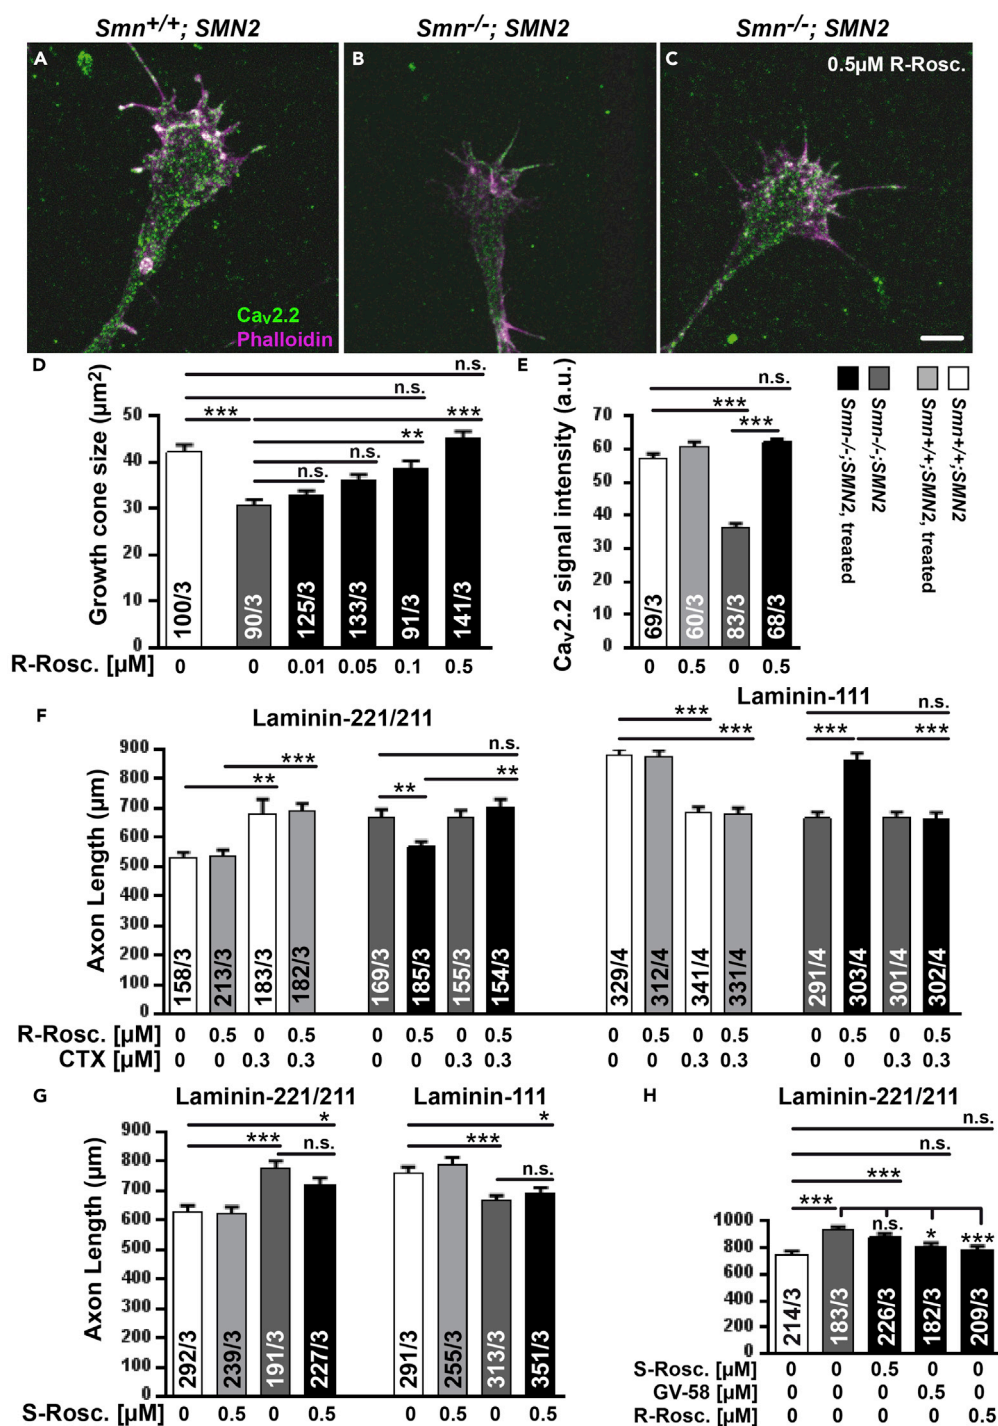 Smn+/+; SMN2 Smn-/-; SMN2 Smn-/-; SMN2
A B C 0.5µM R-Rosc.
Cav2.2
Phalloidin
D
Growth cone size (µm2)
n.s.
n.s.
*** ***
**
n.s.
n.s.
50
40
30
20
10
0
100/3 90/3 125/3 133/3 91/3 141/3
R-Rosc. [µM] 0 0 0.01 0.05 0.1 0.5
E
Cav2.2 signal intensity (a.u.)
n.s.
***
***
70
60
50
40
30
20
10
0
69/3 60/3 83/3 68/3
0 0.5 0 0.5
Smn-/-;SMN2, treated
Smn-/-;SMN2
Smn+/+;SMN2, treated
Smn+/+;SMN2
F
Laminin-221/211 Laminin-111
Axon Length (µm)
900
800
700
600
500
400
300
200
100
0
*** n.s. *** n.s.
** ** ** *** *** ***
158/3 213/3 183/3 182/3 169/3 185/3 155/3 154/3 329/4 312/4 341/4 331/4 291/4 303/4 301/4 302/4
R-Rosc. [µM] 0 0.5 0 0.5 0 0.5 0 0.5 0 0.5 0 0.5 0 0.5 0 0.5
CTX [µM] 0 0 0.3 0.3 0 0 0.3 0.3 0 0 0.3 0.3 0 0 0.3 0.3
G
Laminin-221/211 Laminin-111
Axon Length (µm)
900
800
700
600
500
400
300
200
100
0
* *
*** n.s. *** n.s.
292/3 239/3 191/3 227/3 291/3 255/3 313/3 351/3
S-Rosc. [µM] 0 0.5 0 0.5 0 0.5 0 0.5
H
Laminin-221/211
n.s.
n.s.
***
***
n.s. * ***
1000
800
600
400
200
0
214/3 183/3 226/3 182/3 209/3
S-Rosc. [µM] 0 0 0.5 0 0
GV-58 [µM] 0 0 0 0.5 0
R-Rosc. [µM] 0 0 0 0 0.5